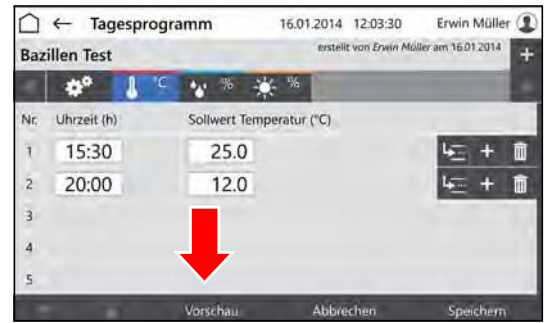 ← Tagesprogramm 16.01.2014 12:03:30 Erwin Müller
Bazillen Test erstellt von Erwin Müller am 16.01.2014 +
°C % %
Nr. Uhrzeit (h) Sollwert Temperatur (°C)
1 15:30 25.0 +
2 20:00 12.0 +
3
4
5
Vorschau Abbrechen Speichern